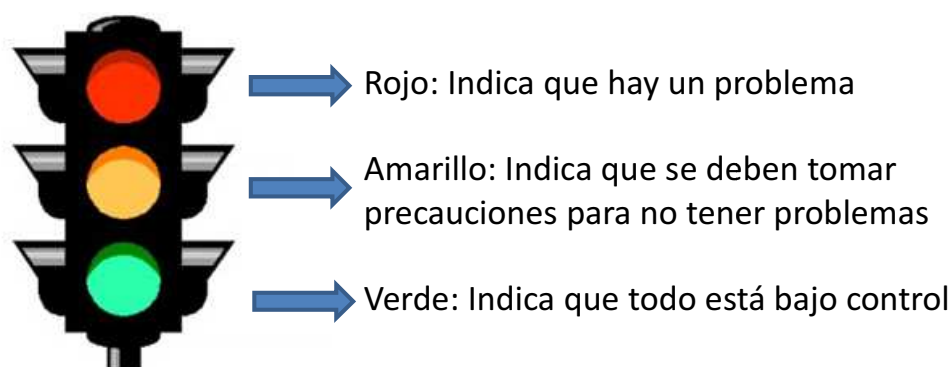 Rojo: Indica que hay un problema
Amarillo: Indica que se deben tomar
precauciones para no tener problemas
Verde: Indica que todo está bajo control